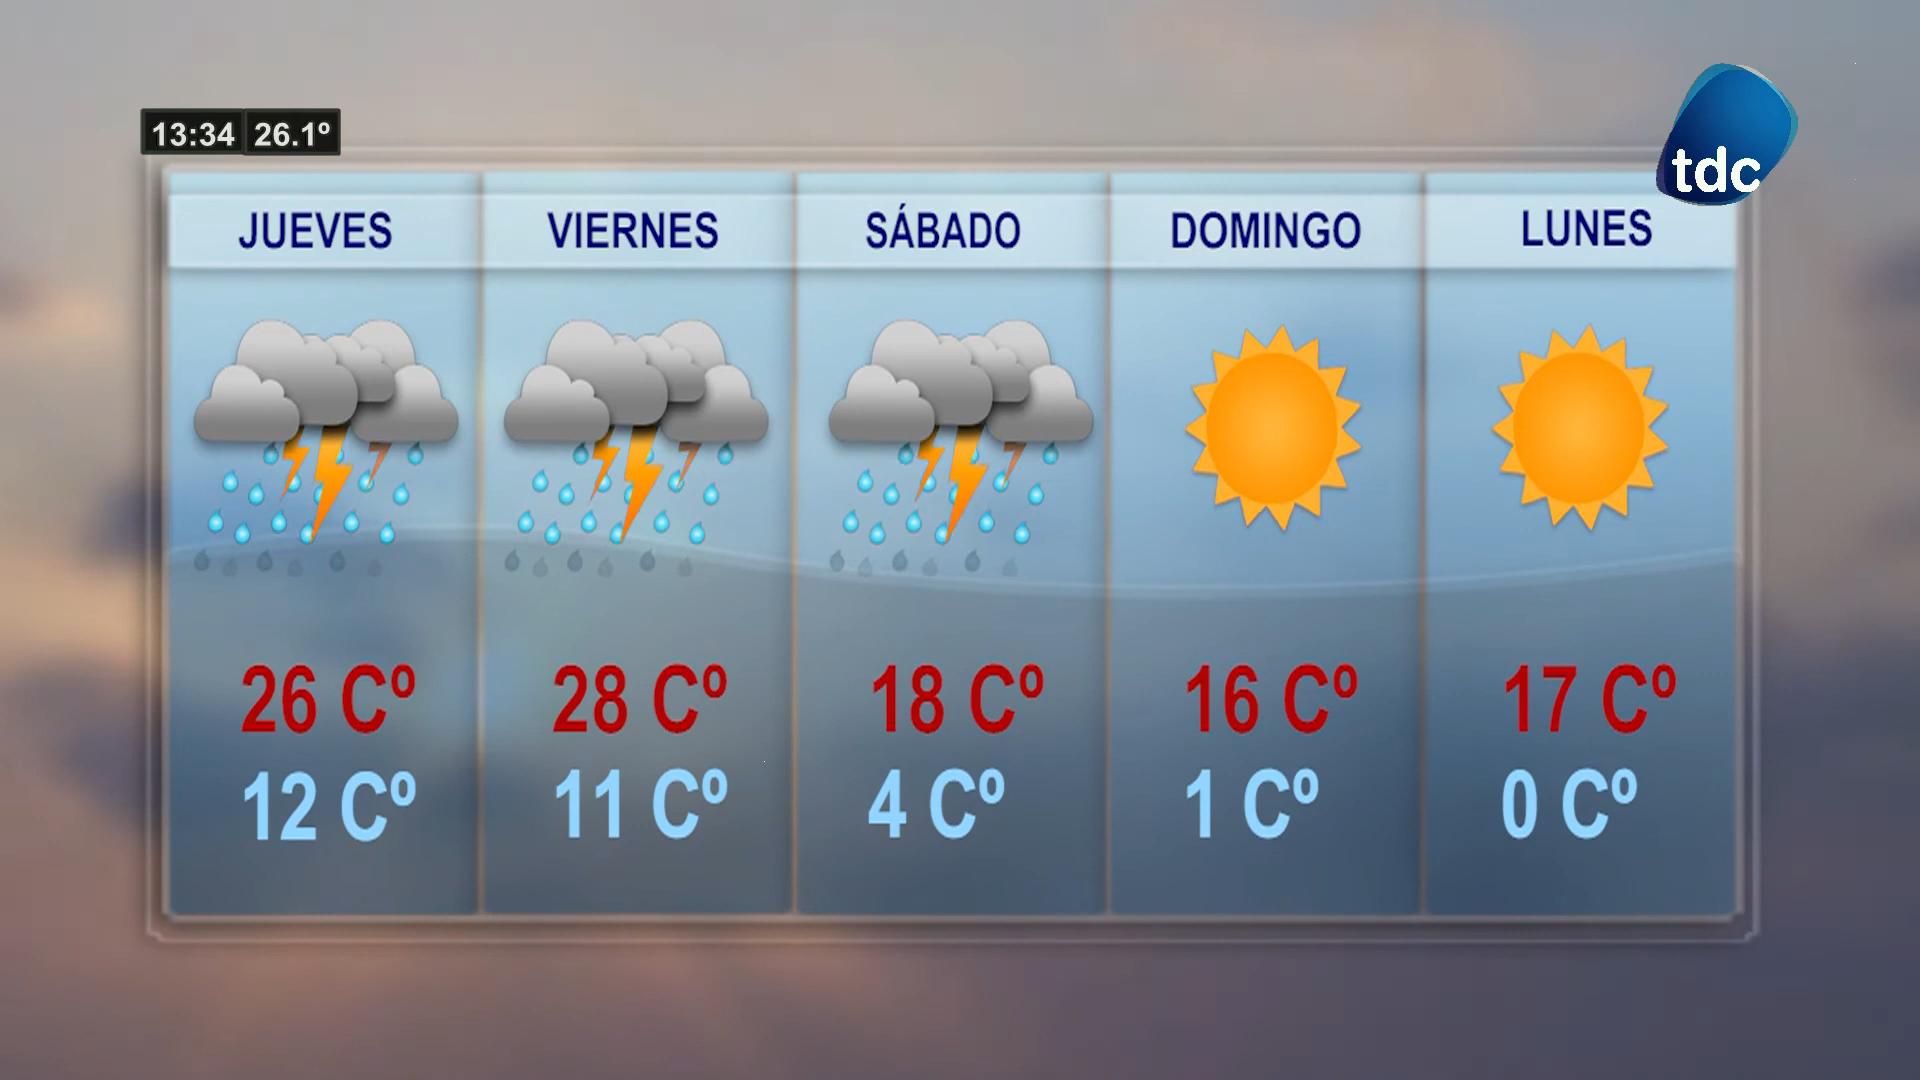 13:34 26.1º
tdc
JUEVES VIERNES SÁBADO DOMINGO LUNES
26 Cº 28 Cº 18 Cº 16 Cº 17 Cº
12 Cº 11 Cº 4 Cº 1 Cº 0 Cº